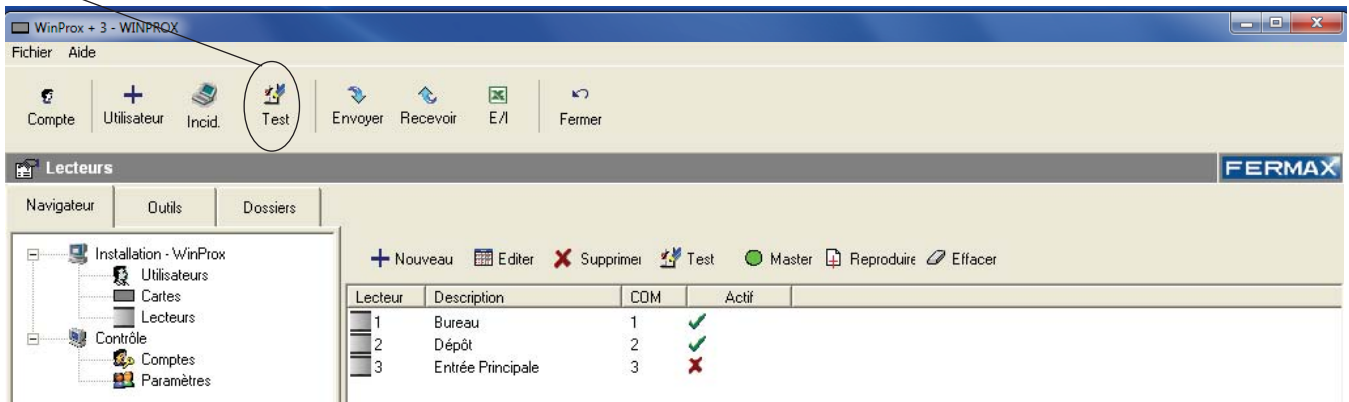 WinProx + 3 - WINPROX
Fichier Aide
Compte Utilisateur Incid. Test Envoyer Recevoir E/I Fermer
Lecteurs FERMAX
Navigateur Outils Dossiers
Installation - WinProx
Utilisateurs
Cartes
Lecteurs
Contrôle
Comptes
Paramètres
Nouveau Editer Supprimer Test Master Reproduire Effacer
Lecteur Description COM Actif
1 Bureau 1
2 Dépôt 2
3 Entrée Principale 3